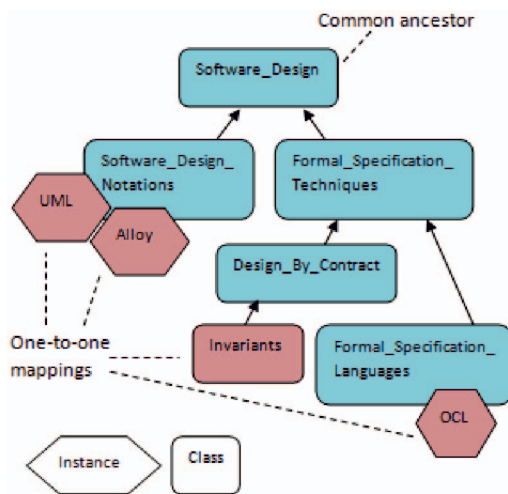 Common ancestor
Software_Design
Software_Design_
Notations
Formal_Specification_
Techniques
UML
Alloy
Design_By_Contract
One-to-one
mappings
Invariants
Formal_Specification_
Languages
OCL
Instance
Class